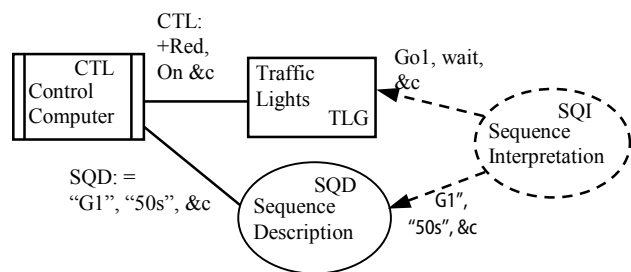 CTL
Control
Computer
CTL:
+Red,
On &c
Traffic
Lights
TLG
Go1, wait,
&c
SQI
Sequence
Interpretation
SQD: =
“G1”, “50s”, &c
SQD
Sequence
Description
G1”,
“50s”, &c